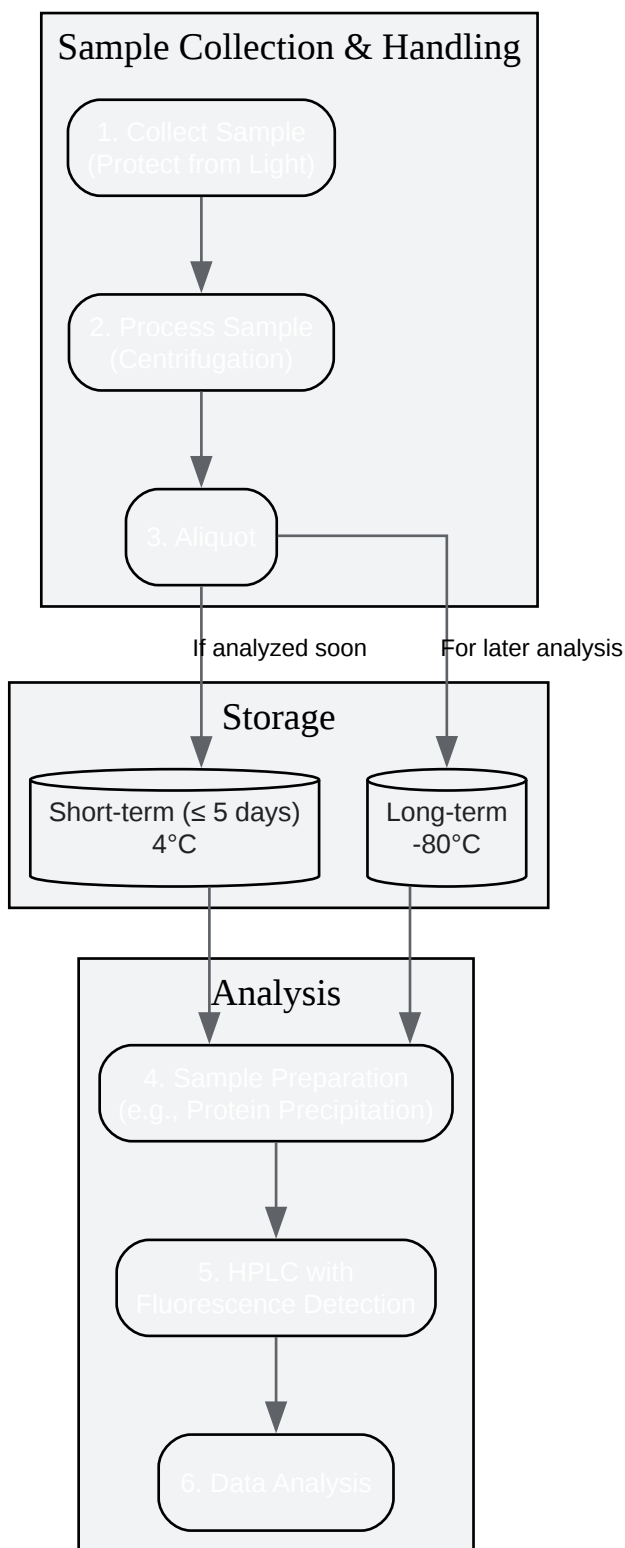 Sample Collection & Handling
1. Collect Sample
(Protect from Light)
2. Process Sample
(Centrifugation)
3. Aliquot
If analyzed soon
For later analysis
Storage
Short-term (≤ 5 days)
4°C
Long-term
-80°C
Analysis
4. Sample Preparation
(e.g., Protein Precipitation)
5. HPLC with
Fluorescence Detection
6. Data Analysis